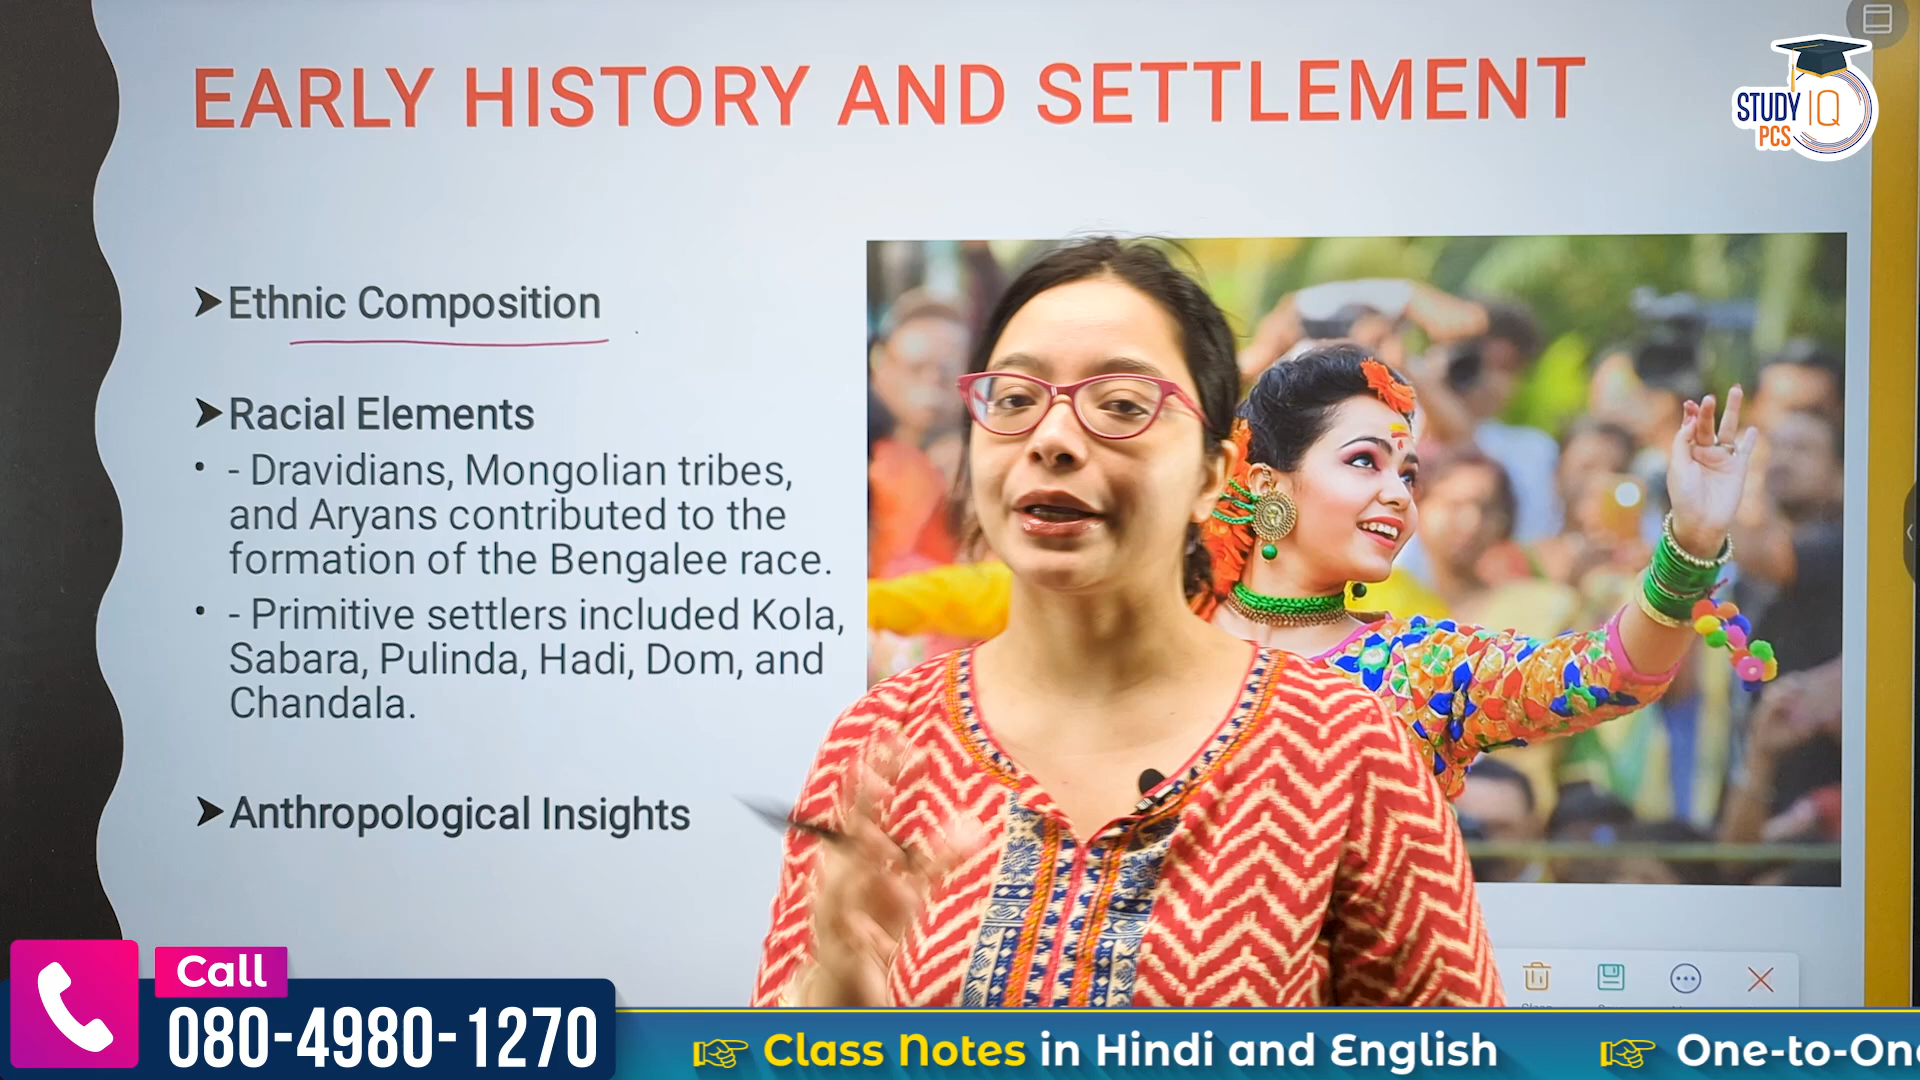 EARLY HISTORY AND SETTLEMENT
STUDY IQ
PCS
➤Ethnic Composition
➤Racial Elements
• - Dravidians, Mongolian tribes,
and Aryans contributed to the
formation of the Bengalee race.
• - Primitive settlers included Kola,
Sabara, Pulinda, Hadi, Dom, and
Chandala.
➤Anthropological Insights
Call
080-4980-1270
Class Notes in Hindi and English
One-to-One